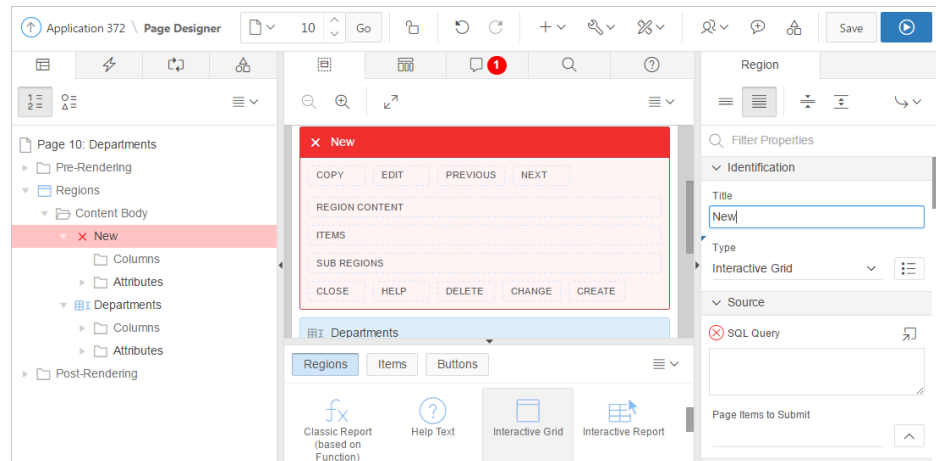 Application 372 \ Page Designer
10
Go
Save
1
Region
1 =
2 =
Page 10: Departments
Pre-Rendering
Regions
Content Body
New
Columns
Attributes
Departments
Columns
Attributes
Post-Rendering
New
COPY EDIT PREVIOUS NEXT
REGION CONTENT
ITEMS
SUB REGIONS
CLOSE HELP DELETE CHANGE CREATE
Departments
Regions Items Buttons
Classic Report
(based on
Function)
Help Text
Interactive Grid
Interactive Report
Filter Properties
Identification
Title
New
Type
Interactive Grid
Source
SQL Query
Page Items to Submit